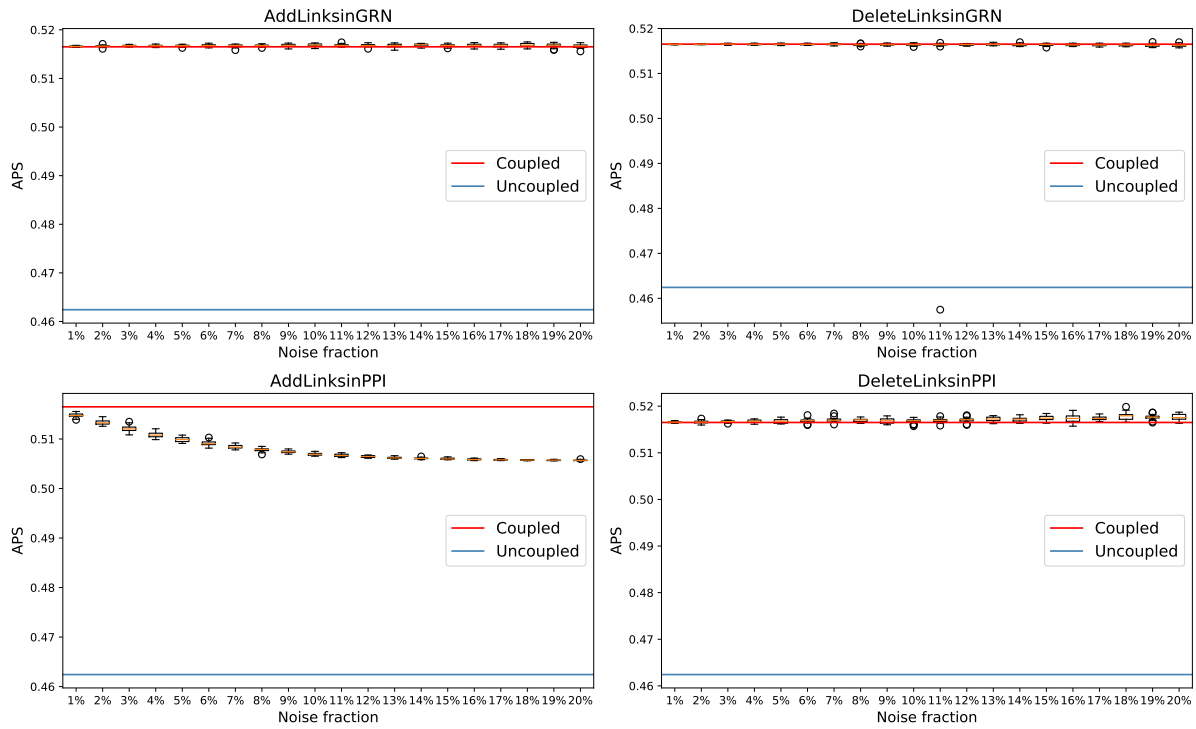 AddLinksinGRN
0.52
0.51
0.50
0.49
0.48
0.47
0.46
APS
Coupled
Uncoupled
1% 2% 3% 4% 5% 6% 7% 8% 9% 10% 11% 12% 13% 14% 15% 16% 17% 18% 19% 20%
Noise fraction
DeleteLinksinGRN
0.52
0.51
0.50
0.49
0.48
0.47
0.46
APS
Coupled
Uncoupled
1% 2% 3% 4% 5% 6% 7% 8% 9% 10% 11% 12% 13% 14% 15% 16% 17% 18% 19% 20%
Noise fraction
AddLinksinPPI
0.51
0.50
0.49
0.48
0.47
0.46
APS
Coupled
Uncoupled
1% 2% 3% 4% 5% 6% 7% 8% 9% 10% 11% 12% 13% 14% 15% 16% 17% 18% 19% 20%
Noise fraction
DeleteLinksinPPI
0.52
0.51
0.50
0.49
0.48
0.47
0.46
APS
Coupled
Uncoupled
1% 2% 3% 4% 5% 6% 7% 8% 9% 10% 11% 12% 13% 14% 15% 16% 17% 18% 19% 20%
Noise fraction